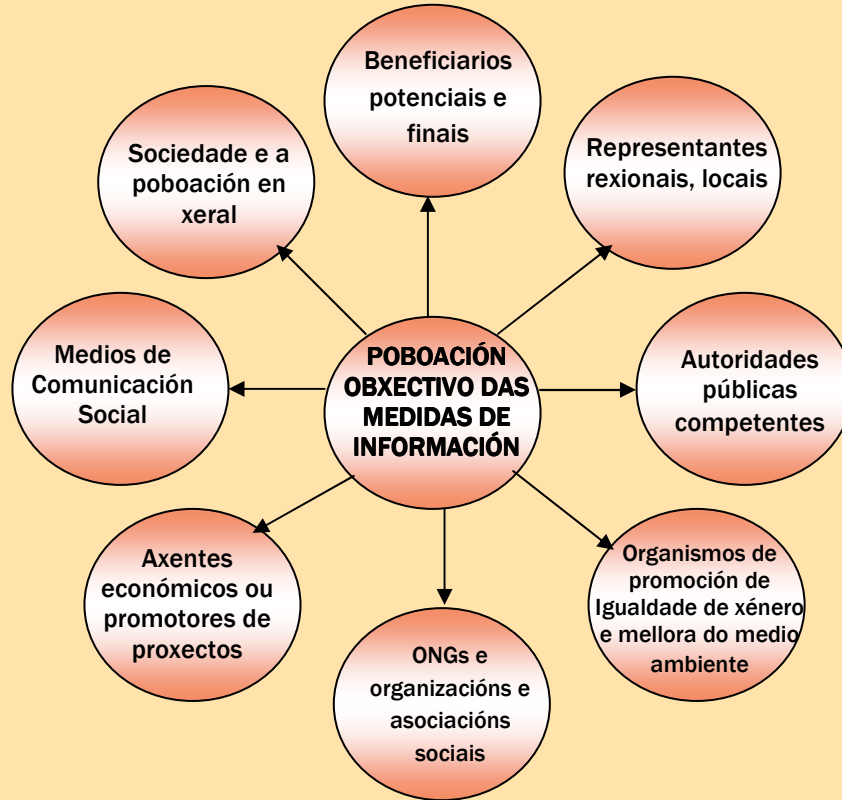 Beneficiarios
potenciais e
finais
Representantes
rexionais, locais
Sociedade e a
poboación en
xeral
POBOACIÓN
OBXECTIVO DAS
MEDIDAS DE
INFORMACIÓN
Medios de
Comunicación
Social
Autoridades
públicas
competentes
Axentes
económicos ou
promotores de
proxectos
Organismos de
promoción de
Igualdade de xénero
e mellora do medio
ambiente
ONGs e
organizacións e
asociacións
sociais